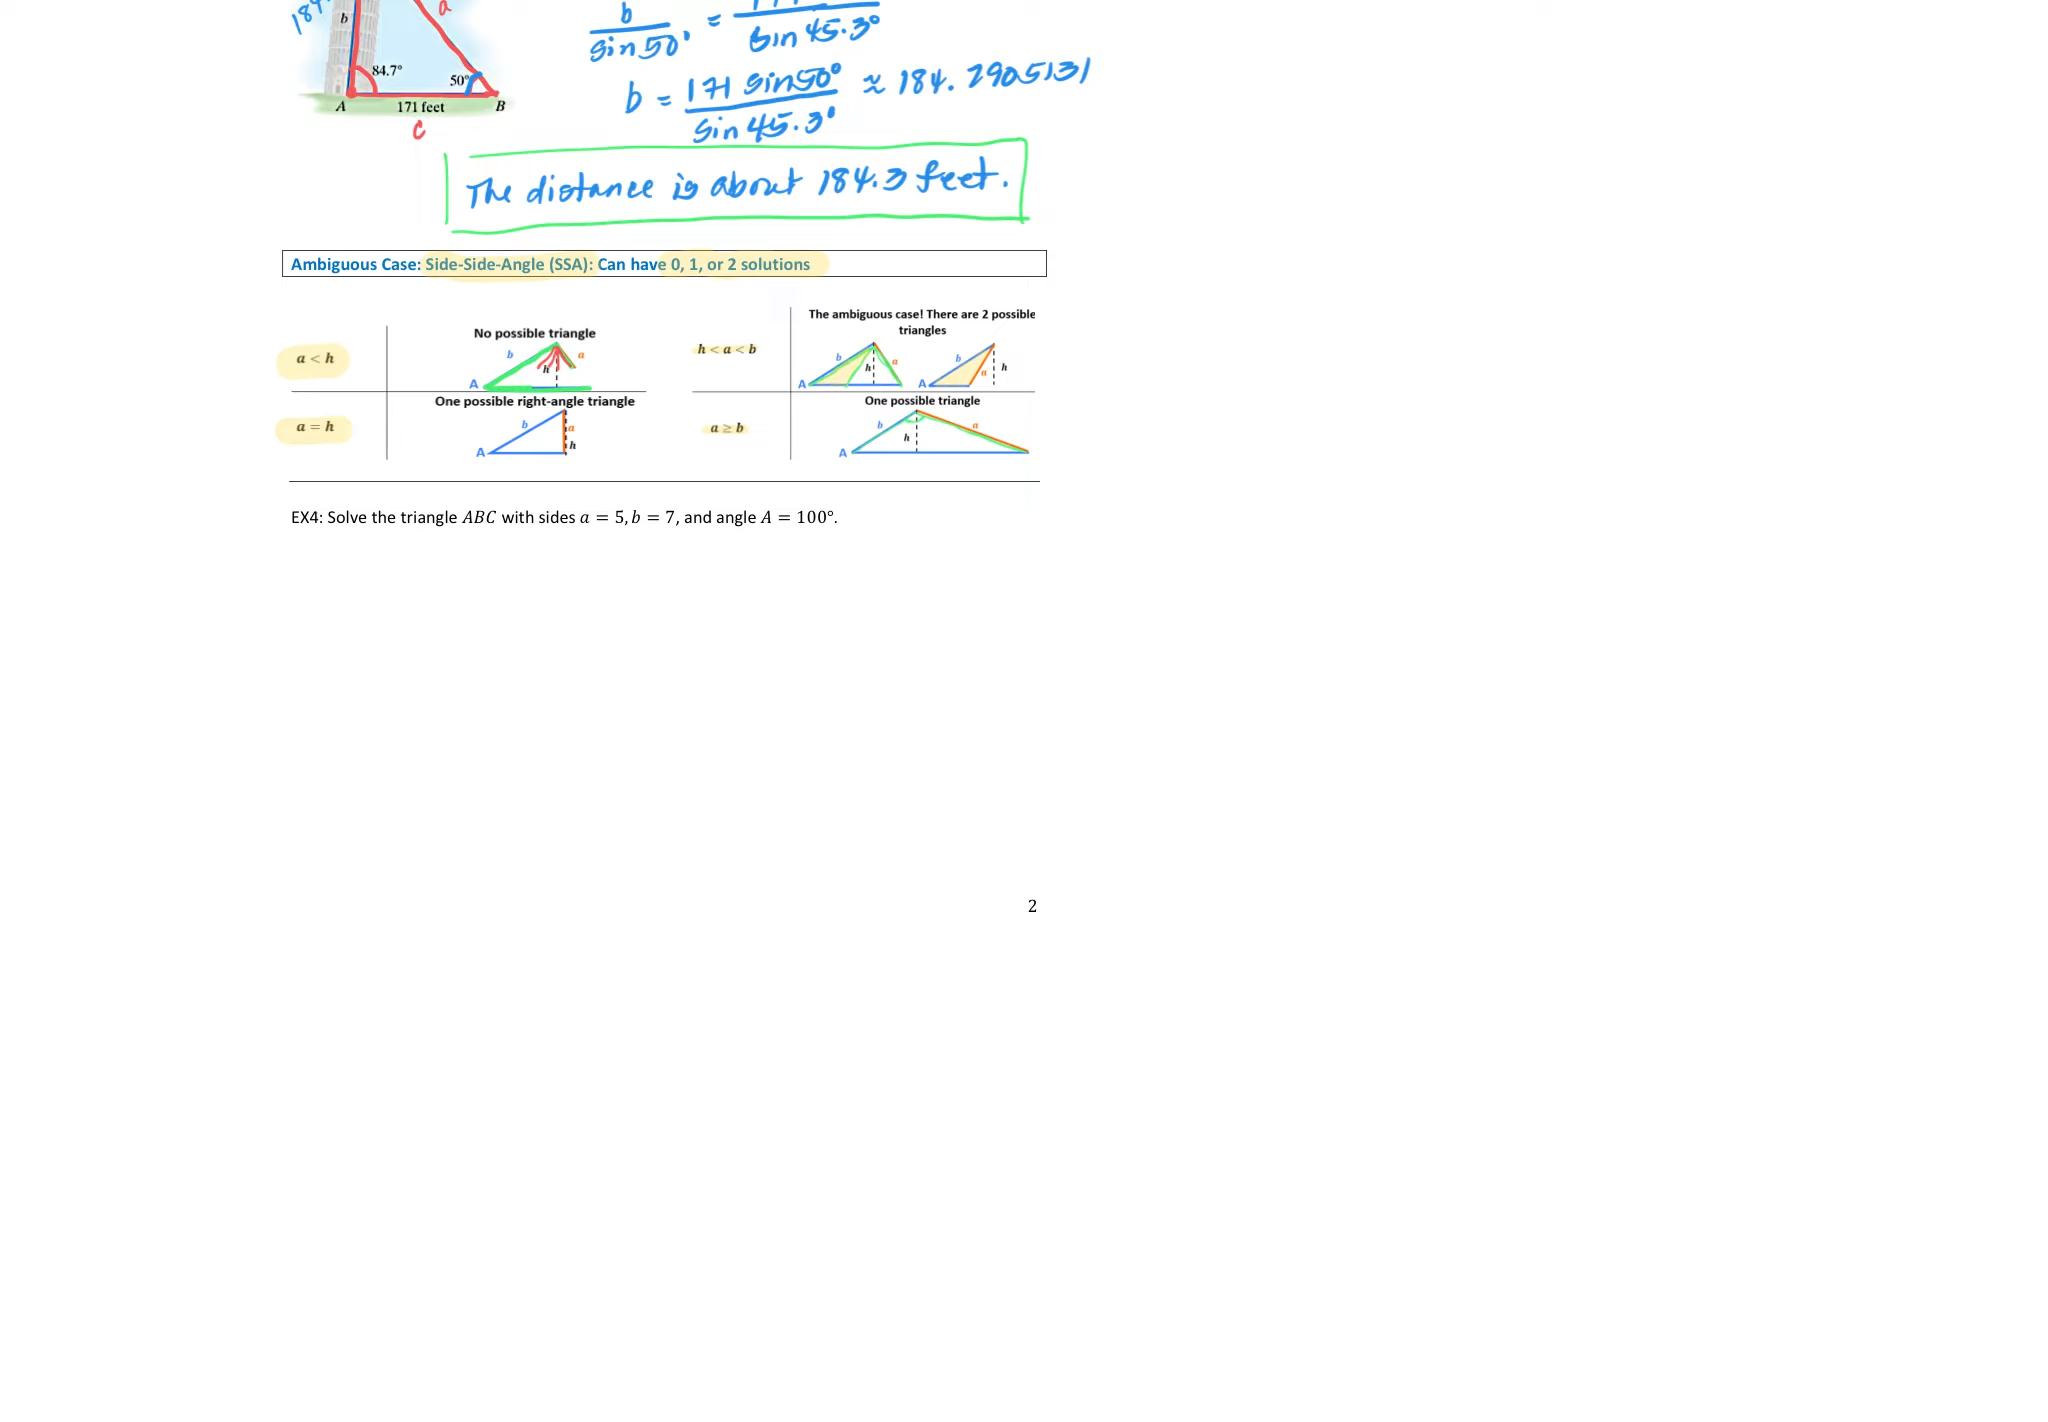 b
a
84.7°
50°
A
171 feet
B
c
b / sin 50° = / sin 45.3°
b = 171 sin 50° / sin 45.3° ≈ 184.2905131
The distance is about 184.3 feet.
Ambiguous Case: Side-Side-Angle (SSA): Can have 0, 1, or 2 solutions
a < h
No possible triangle
b
a
h
A
h < a < b
The ambiguous case! There are 2 possible
triangles
b
a
h
A
b
a
h
A
a = h
One possible right-angle triangle
b
a
h
A
a ≥ b
One possible triangle
b
a
h
A
EX4: Solve the triangle ABC with sides a = 5, b = 7, and angle A = 100°.
2